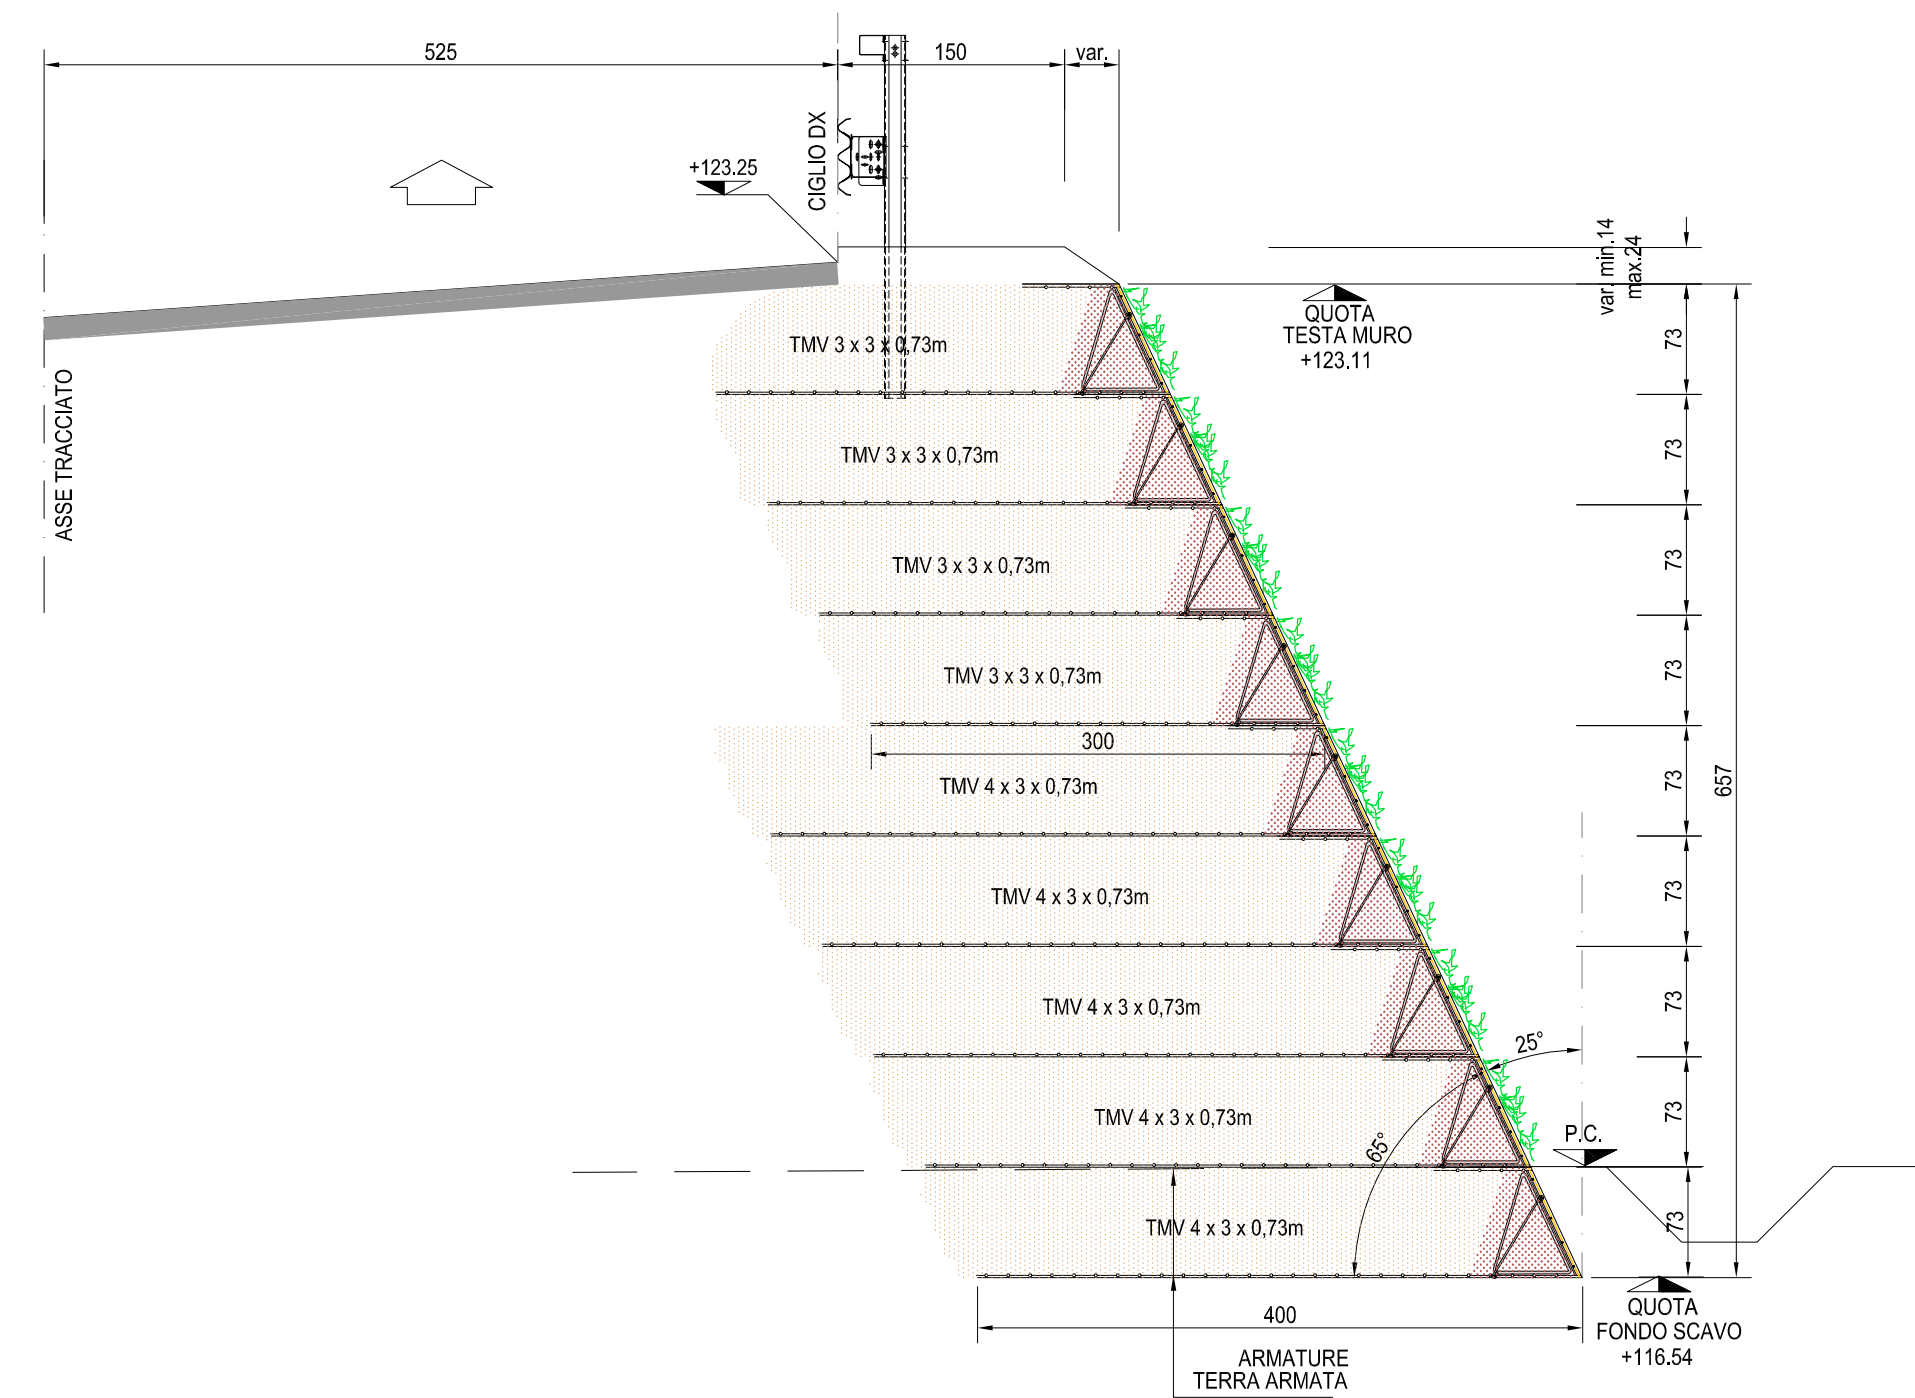 525
150
var.
CIGLIO DX
+123.25
ASSE TRACCIATO
var. min.14
max.24
QUOTA
TESTA MURO
+123.11
TMV 3 x 3 x 0,73m
73
TMV 3 x 3 x 0,73m
73
TMV 3 x 3 x 0,73m
73
TMV 3 x 3 x 0,73m
73
300
TMV 4 x 3 x 0,73m
73
657
TMV 4 x 3 x 0,73m
73
TMV 4 x 3 x 0,73m
73
25°
TMV 4 x 3 x 0,73m
73
65°
P.C.
TMV 4 x 3 x 0,73m
73
400
QUOTA
FONDO SCAVO
+116.54
ARMATURE
TERRA ARMATA